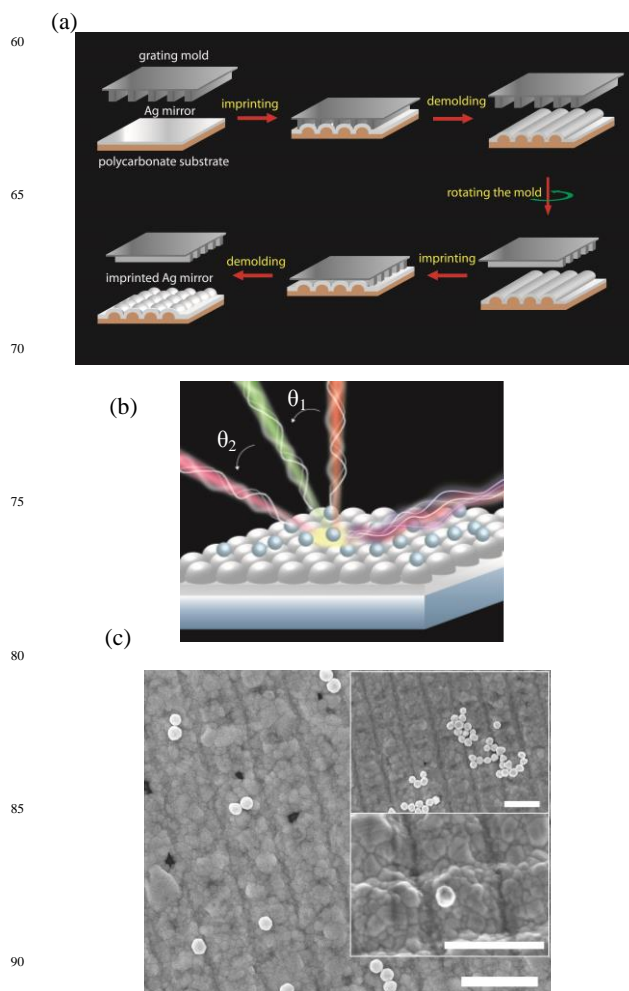 (a)
60
grating mold
Ag mirror
imprinting
demolding
polycarbonate substrate
65
rotating the mold
demolding
imprinting
imprinted Ag mirror
70
(b)
θ1
θ2
75
(c)
80
85
90